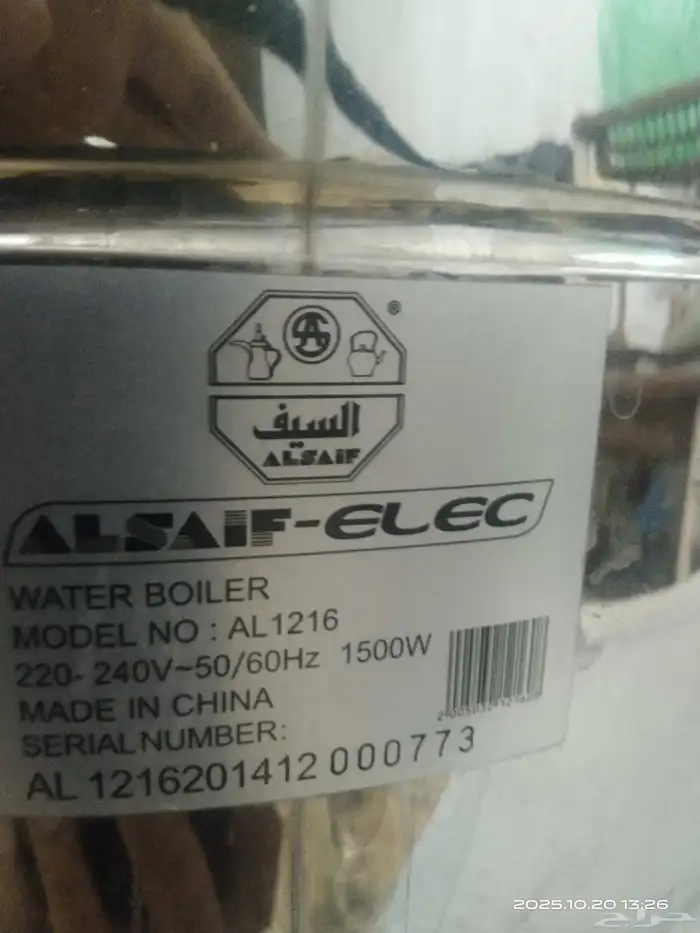 ®
السيف
ALSAIF
ALSAIF-ELEC
WATER BOILER
MODEL NO : AL1216
220- 240V~50/60Hz 1500W
MADE IN CHINA
SERIAL NUMBER:
AL 1216201412 000773
2025.10.20 13:26
حراج